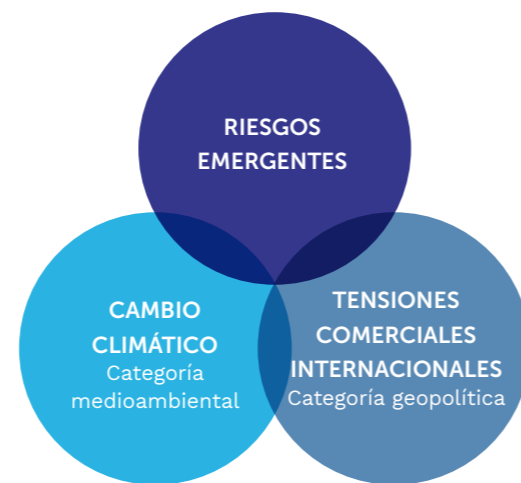 RIESGOS
EMERGENTES
CAMBIO
CLIMÁTICO
Categoría
medioambiental
TENSIONES
COMERCIALES
INTERNACIONALES
Categoría geopolítica